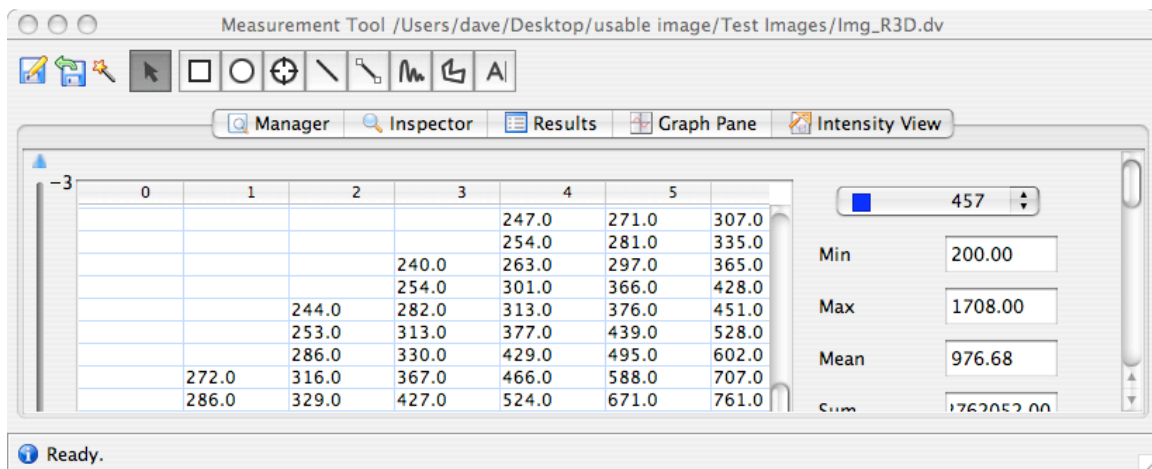 Measurement Tool /Users/dave/Desktop/usable image/Test Images/Img_R3D.dv
A
Manager Inspector Results Graph Pane Intensity View
-3
0 1 2 3 4 5
247.0 271.0 307.0
254.0 281.0 335.0
240.0 263.0 297.0 365.0
254.0 301.0 366.0 428.0
244.0 282.0 313.0 376.0 451.0
253.0 313.0 377.0 439.0 528.0
286.0 330.0 429.0 495.0 602.0
272.0 316.0 367.0 466.0 588.0 707.0
286.0 329.0 427.0 524.0 671.0 761.0
457
Min 200.00
Max 1708.00
Mean 976.68
Sum
Ready.